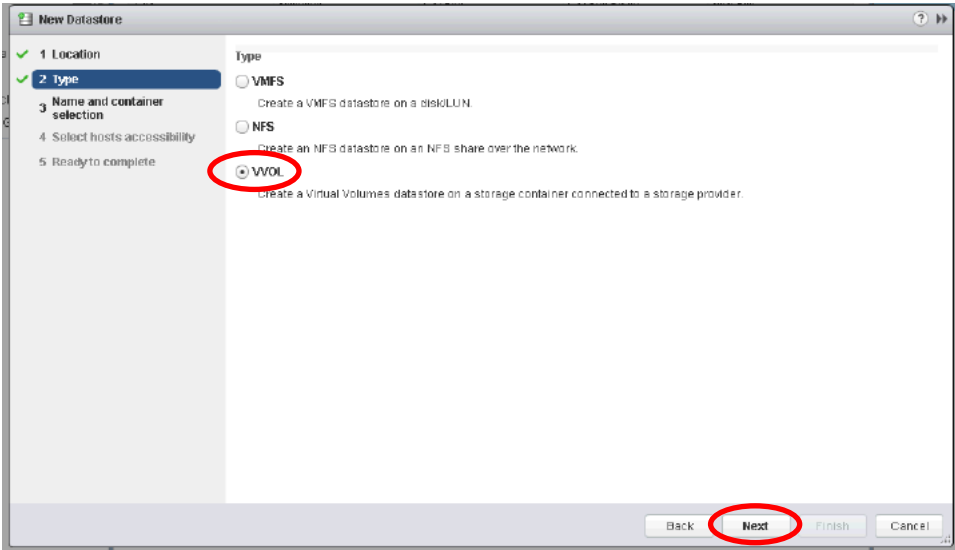 New Datastore
1 Location
2 Type
3 Name and container
selection
4 Select hosts accessibility
5 Ready to complete
Type
VMFS
Create a VMFS datastore on a disk/LUN.
NFS
Create an NFS datastore on an NFS share over the network.
VVOL
Create a Virtual Volumes datastore on a storage container connected to a storage provider.
Back Next Finish Cancel